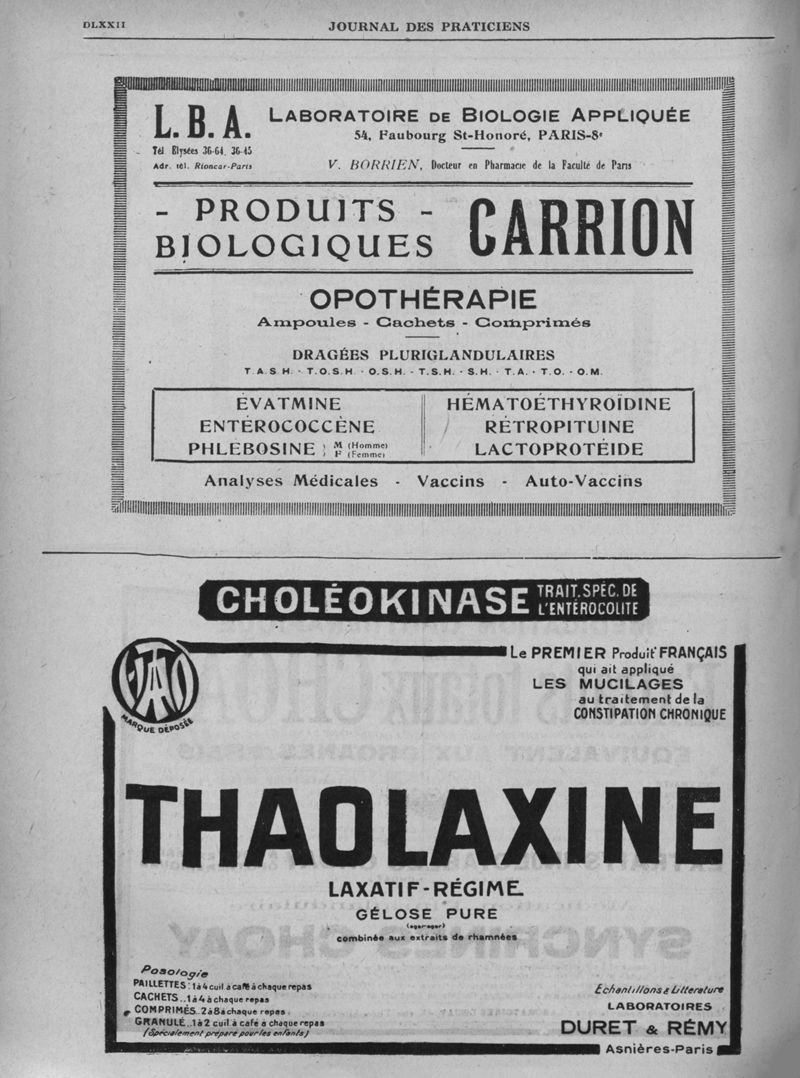 DLXXII
JOURNAL DES PRATICIENS
L.B.A.
Tél. Elysées 36-64, 36-45
Adr. tél. Rioncar-Paris
LABORATOIRE DE BIOLOGIE APPLIQUÉE
54, Faubourg St-Honoré, PARIS-8e
V. BORRIEN, Docteur en Pharmacie de la Faculté de Paris
- PRODUITS -
BIOLOGIQUES
CARRION
OPOTHÉRAPIE
Ampoules - Cachets - Comprimés
DRAGÉES PLURIGLANDULAIRES
T.A.S.H. - T.O.S.H. - O.S.H. - T.S.H. - S.H. - T.A. - T.O. - O.M.
ÉVATMINE
ENTÉROCOCCÈNE
PHLÉBOSINE } M (Homme)
F (Femme)
HÉMATOÉTHYROÏDINE
RÉTROPITUINE
LACTOPROTÉIDE
Analyses Médicales - Vaccins - Auto-Vaccins
CHOLÉOKINASE TRAIT. SPÉC. DE
L'ENTÉROCOLITE
MARQUE DÉPOSÉE
Le PREMIER Produit FRANÇAIS
qui ait appliqué
LES MUCILAGES
au traitement de la
CONSTIPATION CHRONIQUE
THAOLAXINE
LAXATIF-RÉGIME
GÉLOSE PURE
(agar-agar)
combinée aux extraits de rhamnées
Posologie
PAILLETTES: 1 à 4 cuil. à café à chaque repas
CACHETS.. 1 à 4 à chaque repas
COMPRIMÉS. 2 à 8 à chaque repas
GRANULÉ.. 1 à 2 cuil. à café à chaque repas
(Spécialement préparé pour les enfants)
Échantillons & Litterature
LABORATOIRES
DURET & RÉMY
Asnières-Paris